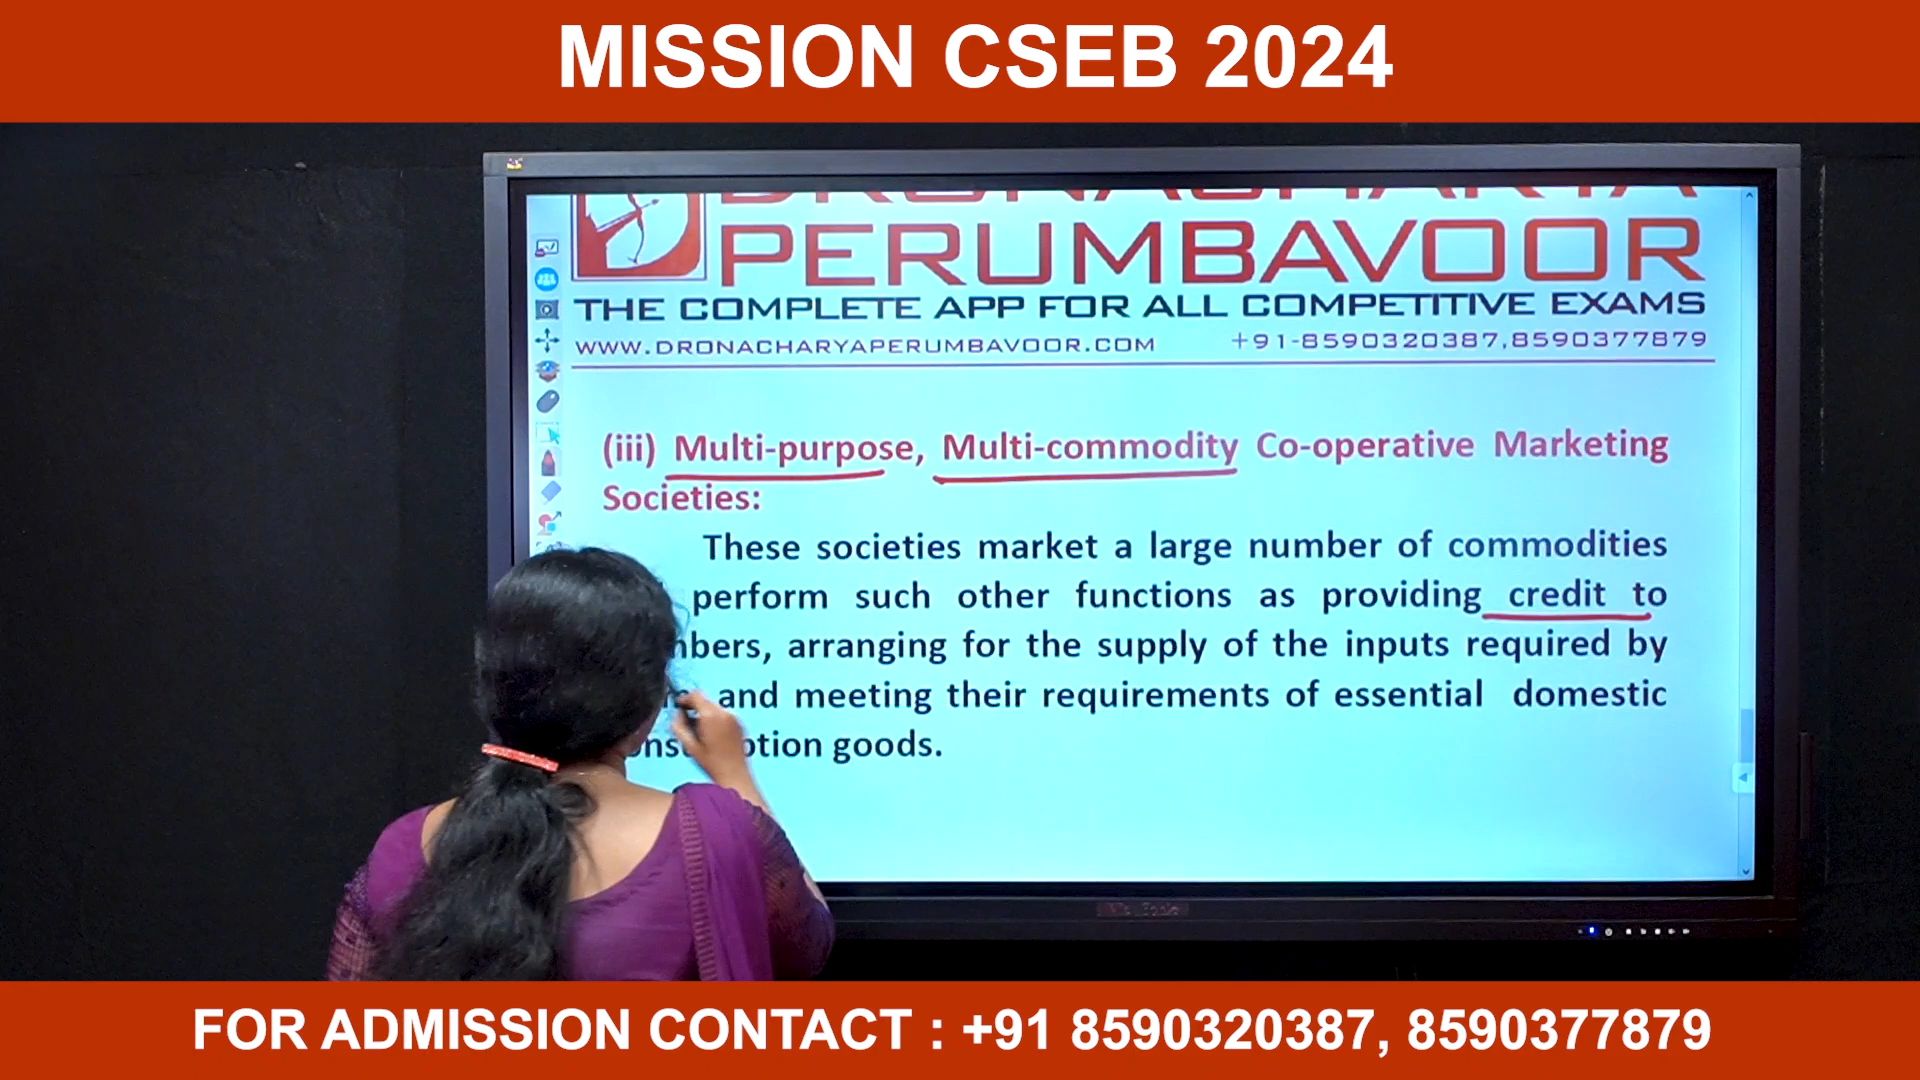 MISSION CSEB 2024
DRONACHARYA
PERUMBAVOOR
THE COMPLETE APP FOR ALL COMPETITIVE EXAMS
WWW.DRONACHARYAPERUMBAVOOR.COM +91-8590320387,8590377879
(iii) Multi-purpose, Multi-commodity Co-operative Marketing
Societies:
These societies market a large number of commodities
perform such other functions as providing credit to
arranging for the supply of the inputs required by
and meeting their requirements of essential domestic
goods.
FOR ADMISSION CONTACT : +91 8590320387, 8590377879